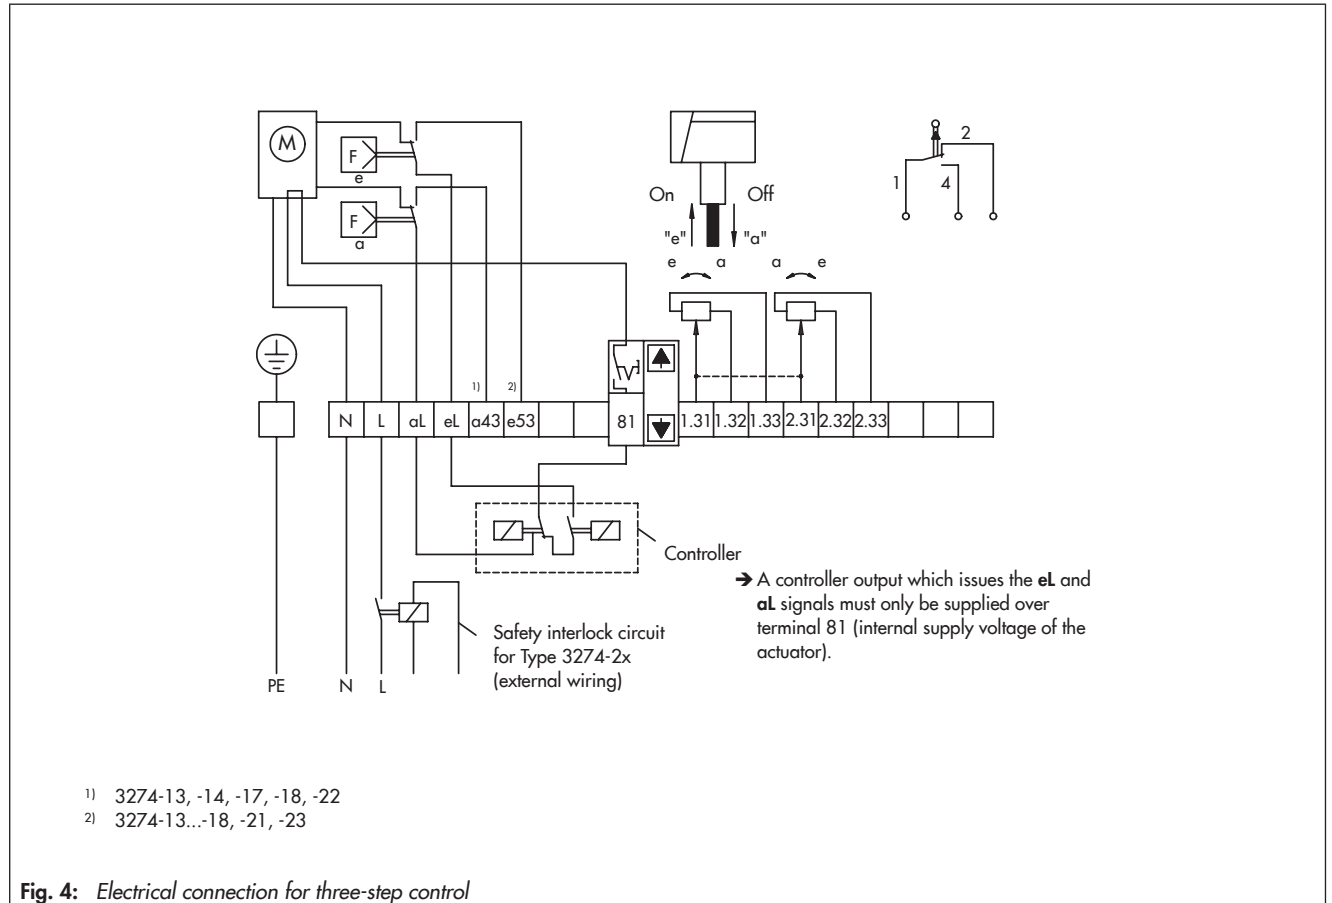 M
F
e
F
a
On
Off
"e"
"a"
e
a
a
e
2
1
4
1)
2)
N
L
aL
eL
a43
e53
81
1.31
1.32
1.33
2.31
2.32
2.33
Controller
➔ A controller output which issues the eL and
aL signals must only be supplied over
terminal 81 (internal supply voltage of the
actuator).
Safety interlock circuit
for Type 3274-2x
(external wiring)
PE
N
L
1) 3274-13, -14, -17, -18, -22
2) 3274-13...-18, -21, -23
Fig. 4: Electrical connection for three-step control